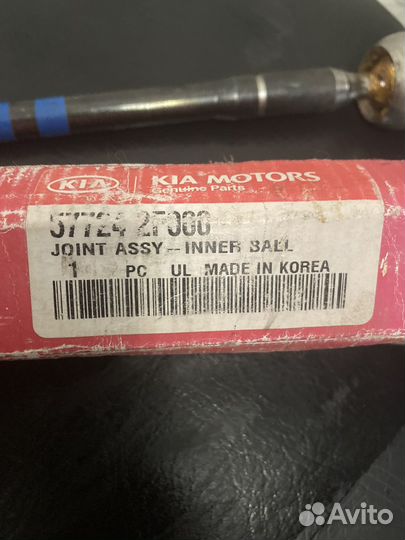 KIA KIA MOTORS
Genuine Parts
57724-2F000
JOINT ASSY-INNER BALL
1 PC UL MADE IN KOREA
Avito